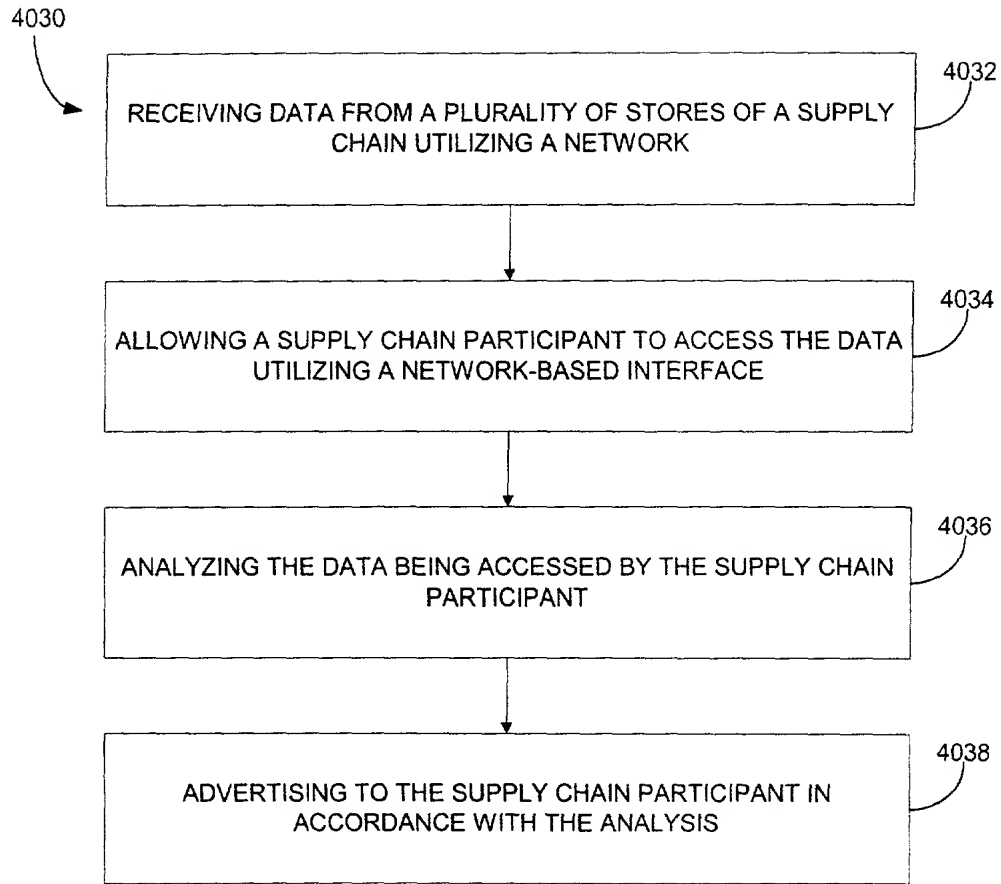 4030
4032
RECEIVING DATA FROM A PLURALITY OF STORES OF A SUPPLY
CHAIN UTILIZING A NETWORK
4034
ALLOWING A SUPPLY CHAIN PARTICIPANT TO ACCESS THE DATA
UTILIZING A NETWORK-BASED INTERFACE
4036
ANALYZING THE DATA BEING ACCESSED BY THE SUPPLY CHAIN
PARTICIPANT
4038
ADVERTISING TO THE SUPPLY CHAIN PARTICIPANT IN
ACCORDANCE WITH THE ANALYSIS